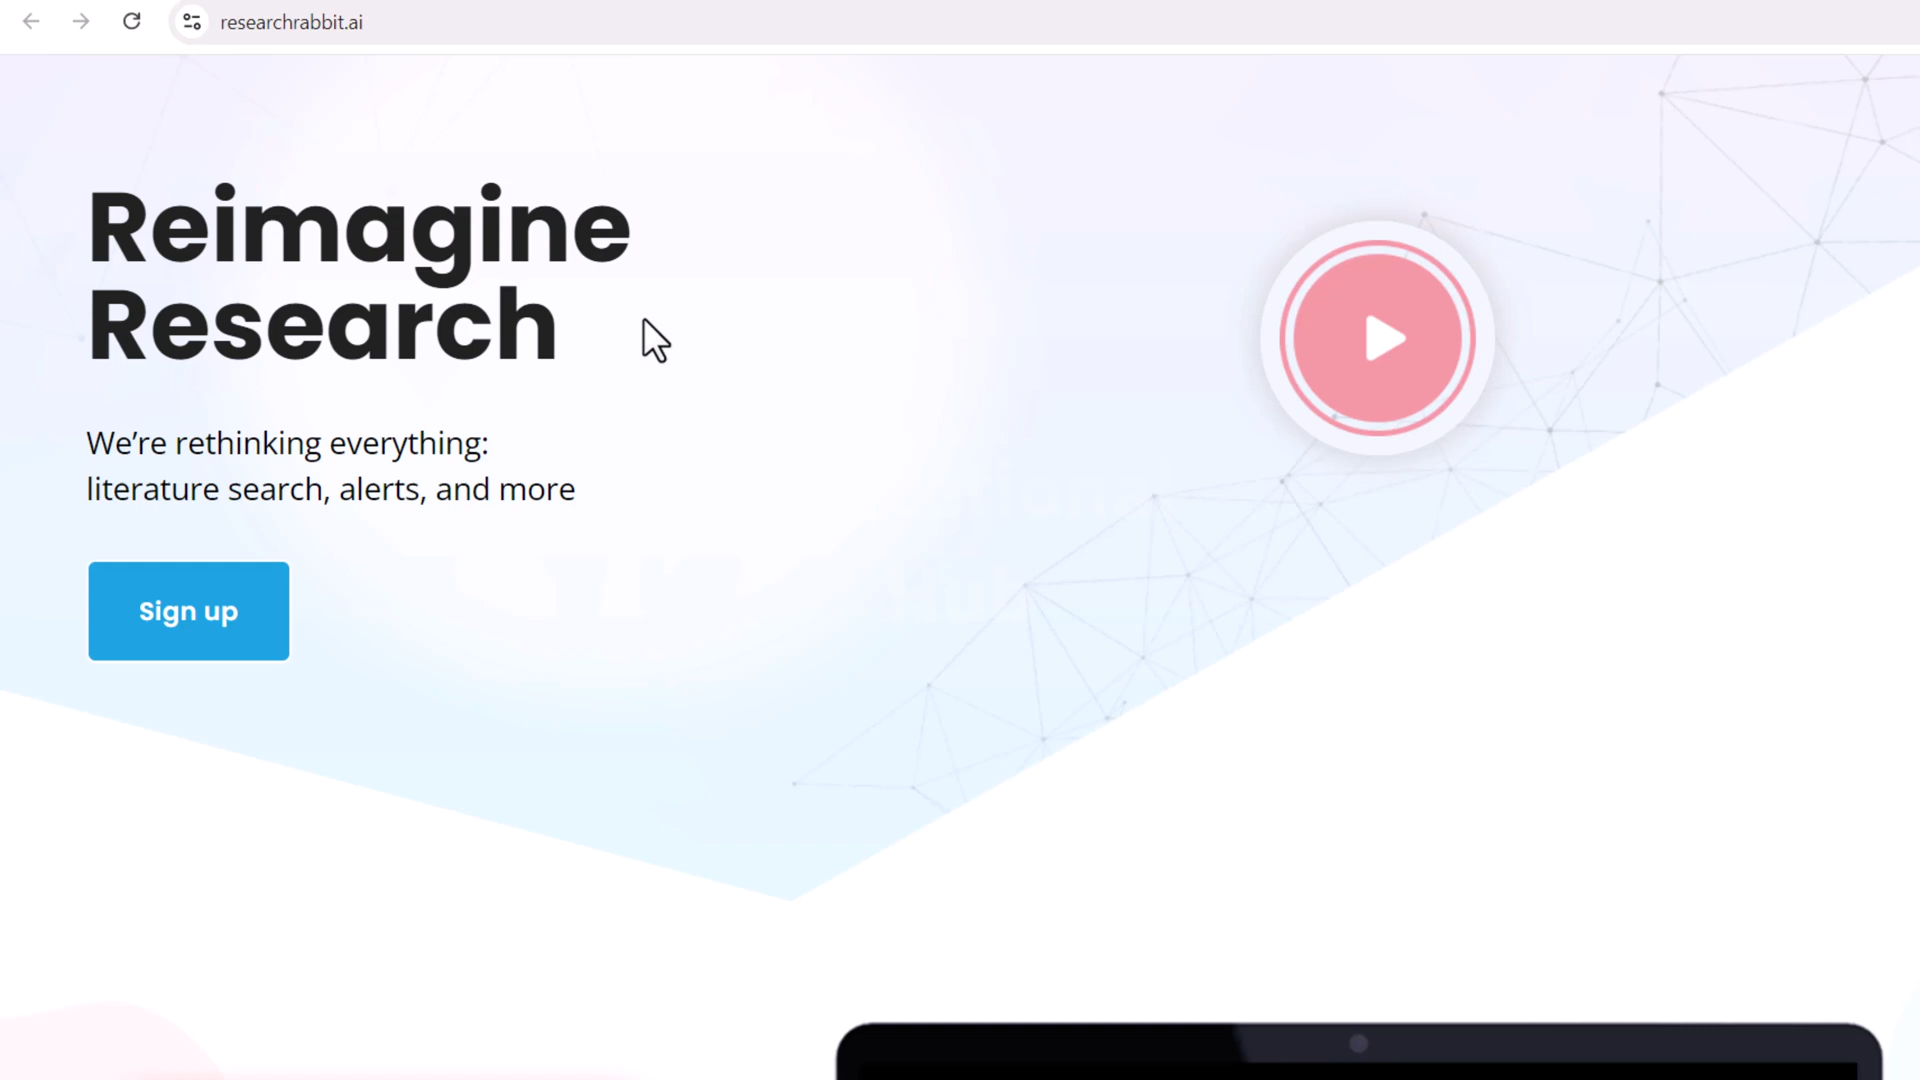 researchrabbit.ai
Reimagine
Research
We're rethinking everything:
literature search, alerts, and more
Sign up